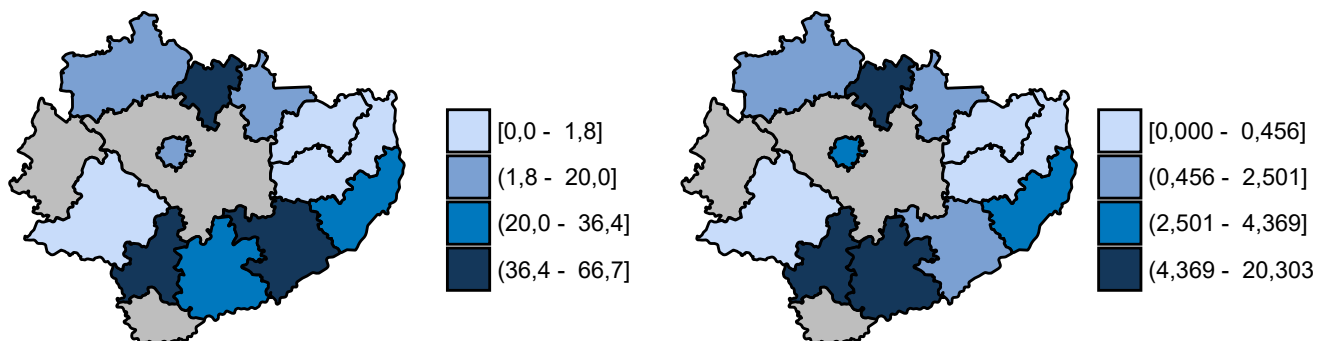 [0,0 - 1,8]
(1,8 - 20,0]
(20,0 - 36,4]
(36,4 - 66,7]
[0,000 - 0,456]
(0,456 - 2,501]
(2,501 - 4,369]
(4,369 - 20,303